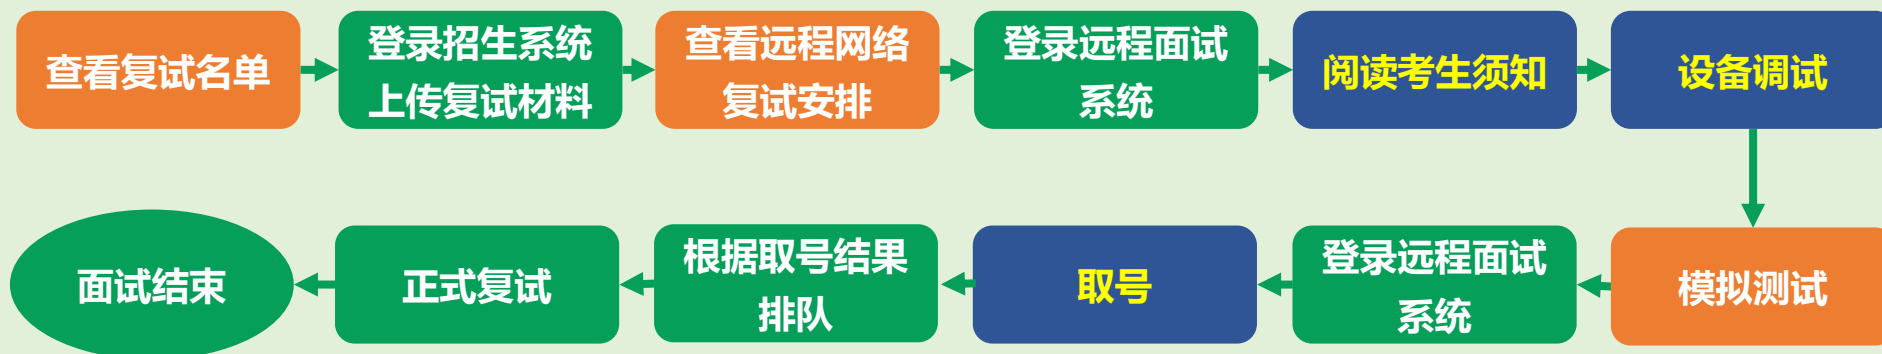 查看复试名单
登录招生系统
上传复试材料
查看远程网络
复试安排
登录远程面试
系统
阅读考生须知
设备调试
模拟测试
登录远程面试
系统
取号
根据取号结果
排队
正式复试
面试结束